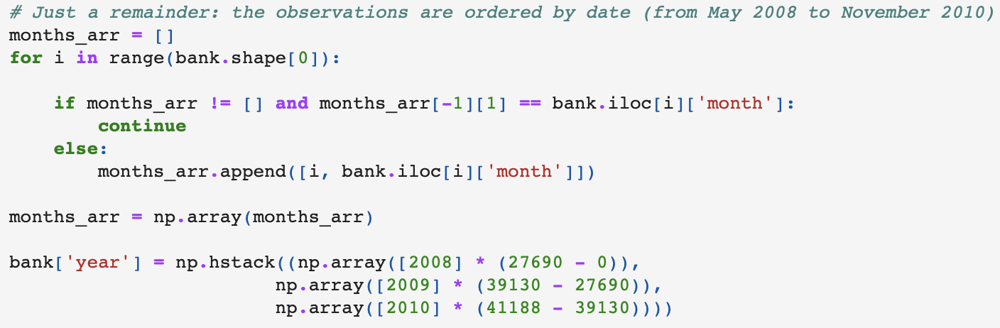 # Just a remainder: the observations are ordered by date (from May 2008 to November 2010)
months_arr = []
for i in range(bank.shape[0]):
    if months_arr != [] and months_arr[-1][1] == bank.iloc[i]['month']:
        continue
    else:
        months_arr.append([i, bank.iloc[i]['month']])
months_arr = np.array(months_arr)
bank['year'] = np.hstack((np.array([2008] * (27690 - 0)),
                        np.array([2009] * (39130 - 27690)),
                        np.array([2010] * (41188 - 39130))))